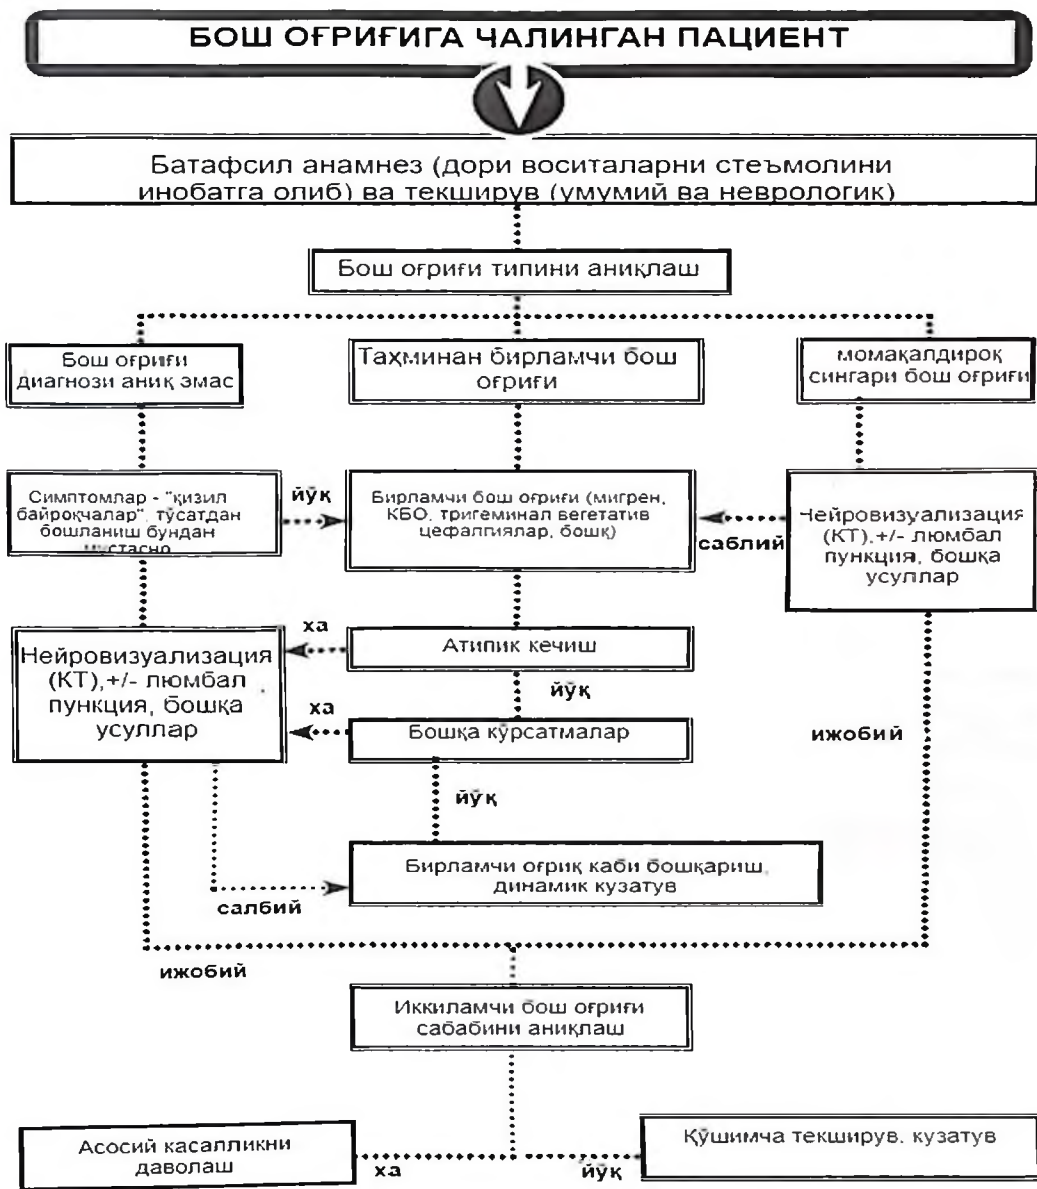 БОШ ОҒРИҒИГА ЧАЛИНГАН ПАЦИЕНТ
Батафсил анамнез (дори воситаларни стеъмолини
инобатга олиб) ва текширув (умумий ва неврологик)
Бош оғриғи типини аниқлаш
Бош оғриғи
диагнози аниқ эмас
Таҳминан бирламчи бош
оғриғи
момақалдироқ
сингари бош оғриғи
Симптомлар - "қизил
байроқчалар", тўсатдан
бошланиш бундан
мустасно
йўқ
Бирламчи бош оғриғи (мигрен,
КБО, тригеминал вегетатив
цефалгиялар, бошқ)
саблий
Нейровизуализация
(КТ),+/- люмбал
пункция, бошқа
усуллар
Нейровизуализация
(КТ),+/- люмбал
пункция, бошқа
усуллар
ха
Атипик кечиш
йўқ
ха
Бошқа кўрсатмалар
ижобий
йўқ
Бирламчи оғриқ каби бошқариш,
динамик кузатув
салбий
ижобий
Иккиламчи бош оғриғи
сабабини аниқлаш
Асосий касалликни
даволаш
ха
йўқ
Қўшимча текширув. кузатув